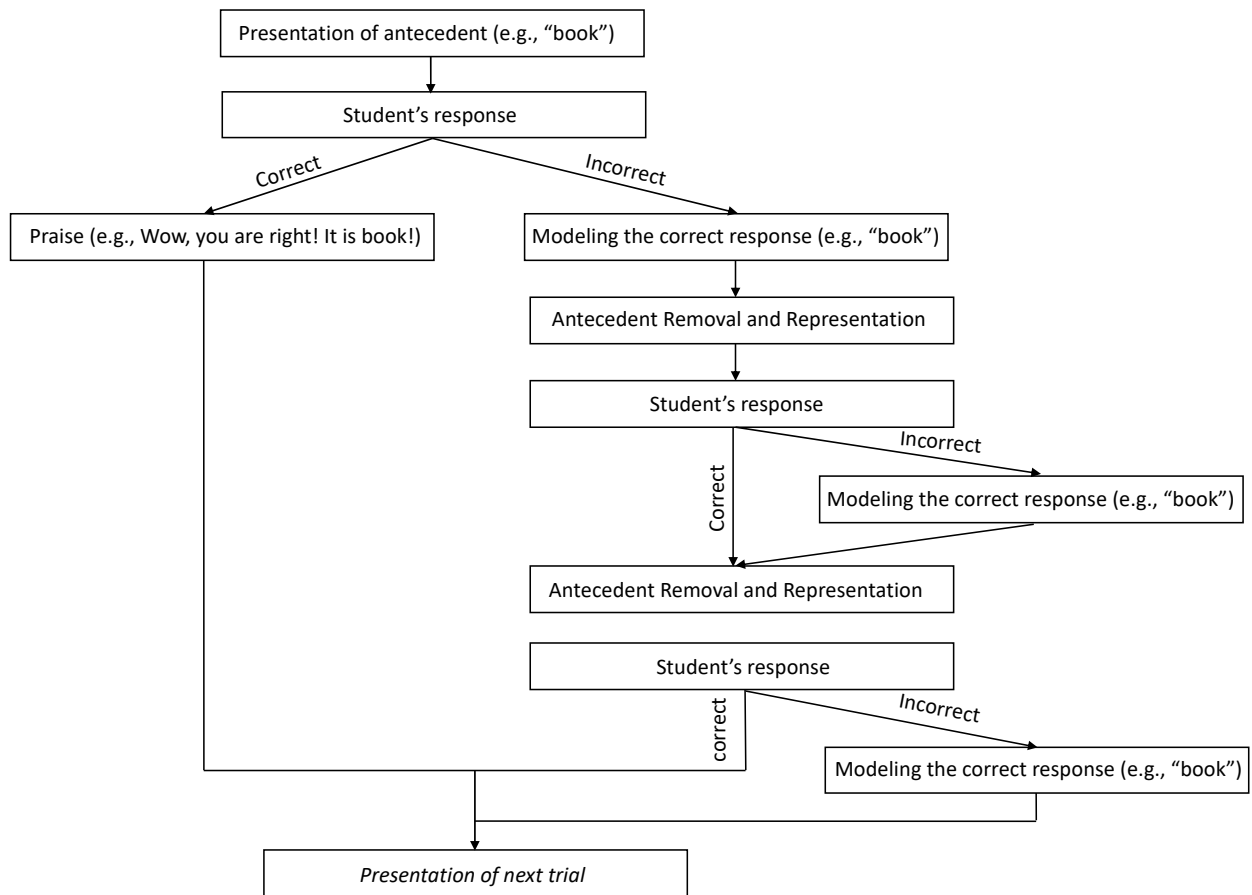 Presentation of antecedent (e.g., “book”)
Student’s response
Correct
Incorrect
Praise (e.g., Wow, you are right! It is book!)
Modeling the correct response (e.g., “book”)
Antecedent Removal and Representation
Student’s response
Incorrect
Correct
Modeling the correct response (e.g., “book”)
Antecedent Removal and Representation
Student’s response
correct
Incorrect
Modeling the correct response (e.g., “book”)
Presentation of next trial